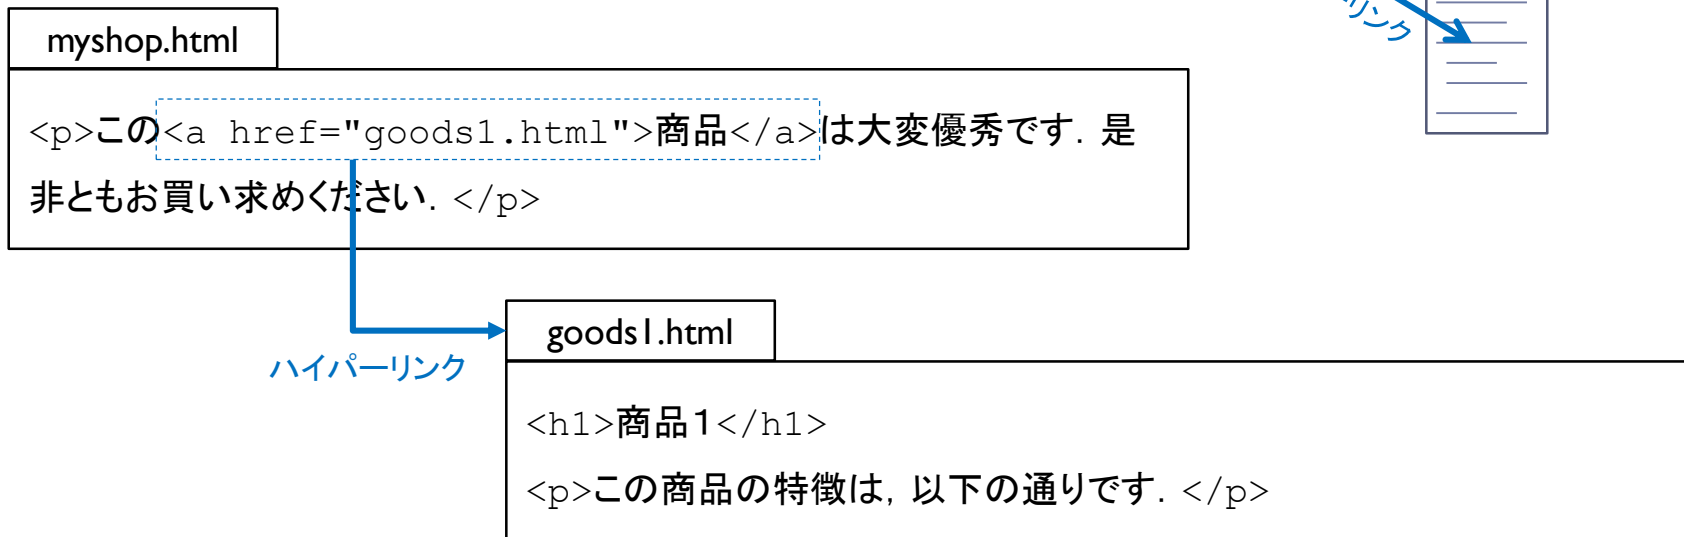 リンク
myshop.html
<p>この<a href="goods1.html">商品</a>は大変優秀です．是
非ともお買い求めください．</p>
goods1.html
ハイパーリンク
<h1>商品１</h1>
<p>この商品の特徴は，以下の通りです．</p>